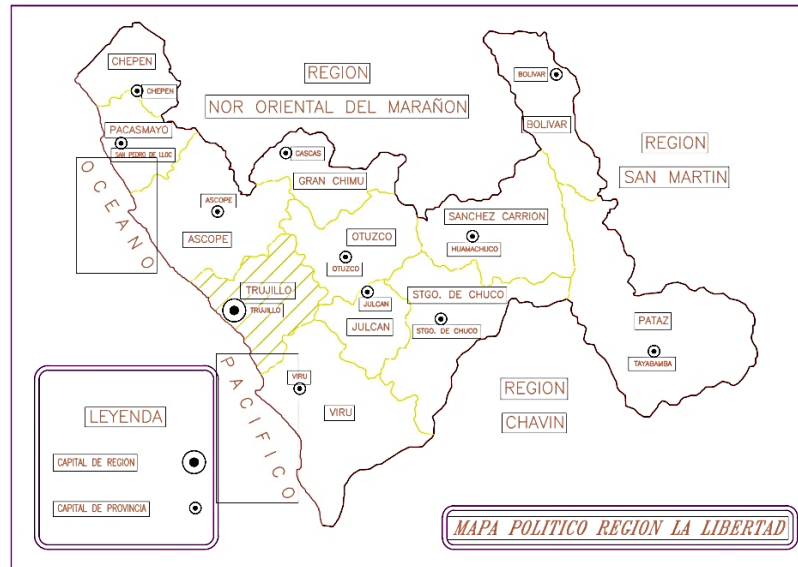 CHEPEN
CHEPEN
PACASMAYO
SAN PEDRO DE LLOC
OCEANO
REGION
NOR ORIENTAL DEL MARAÑON
CASCAS
GRAN CHIMU
ASCOPE
ASCOPE
BOLIVAR
BOLIVAR
REGION
SAN MARTIN
SANCHEZ CARRION
HUAMACHUCO
OTUZCO
OTUZCO
TRUJILLO
TRUJILLO
JULCAN
JULCAN
STGO. DE CHUCO
STGO. DE CHUCO
PATAZ
TAYABAMBA
PACIFICO
VIRU
VIRU
REGION
CHAVIN
LEYENDA
CAPITAL DE REGION
CAPITAL DE PROVINCIA
MAPA POLITICO REGION LA LIBERTAD